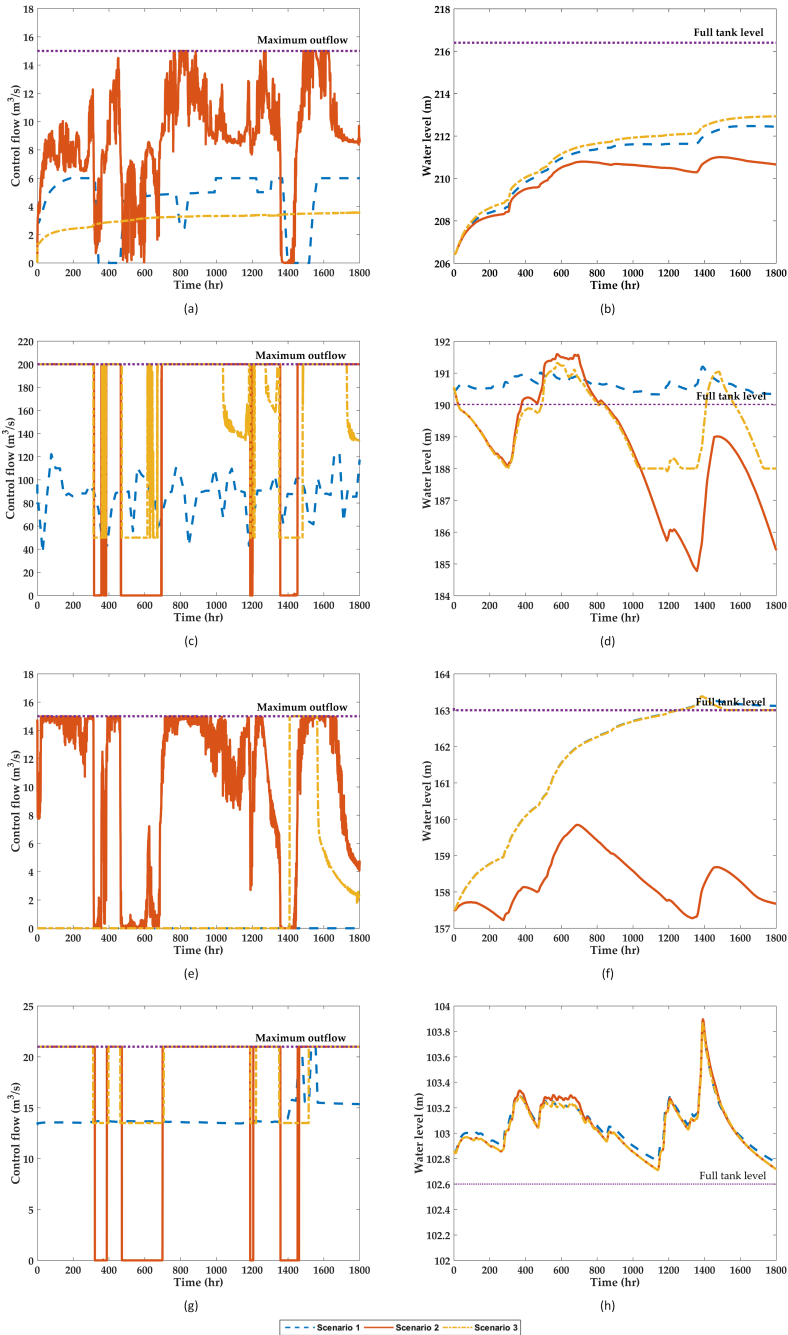 18
16
14
12
10
8
6
4
2
0
Control flow (m³/s)
Maximum outflow
0 200 400 600 800 1000 1200 1400 1600 1800
Time (hr)
(a)
218
216
214
212
210
208
206
Water level (m)
Full tank level
0 200 400 600 800 1000 1200 1400 1600 1800
Time (hr)
(b)
220
200
180
160
140
120
100
80
60
40
20
0
Control flow (m³/s)
Maximum outflow
0 200 400 600 800 1000 1200 1400 1600 1800
Time (hr)
(c)
192
191
190
189
188
187
186
185
184
Water level (m)
Full tank level
0 200 400 600 800 1000 1200 1400 1600 1800
Time (hr)
(d)
18
16
14
12
10
8
6
4
2
0
Control flow (m³/s)
Maximum outflow
0 200 400 600 800 1000 1200 1400 1600 1800
Time (hr)
(e)
164
163
162
161
160
159
158
157
Water level (m)
Full tank level
0 200 400 600 800 1000 1200 1400 1600 1800
Time (hr)
(f)
25
20
15
10
5
0
Control flow (m³/s)
Maximum outflow
0 200 400 600 800 1000 1200 1400 1600 1800
Time (hr)
(g)
104
103.8
103.6
103.4
103.2
103
102.8
102.6
102.4
102.2
102
Water level (m)
Full tank level
0 200 400 600 800 1000 1200 1400 1600 1800
Time (hr)
(h)
Scenario 1 Scenario 2 Scenario 3